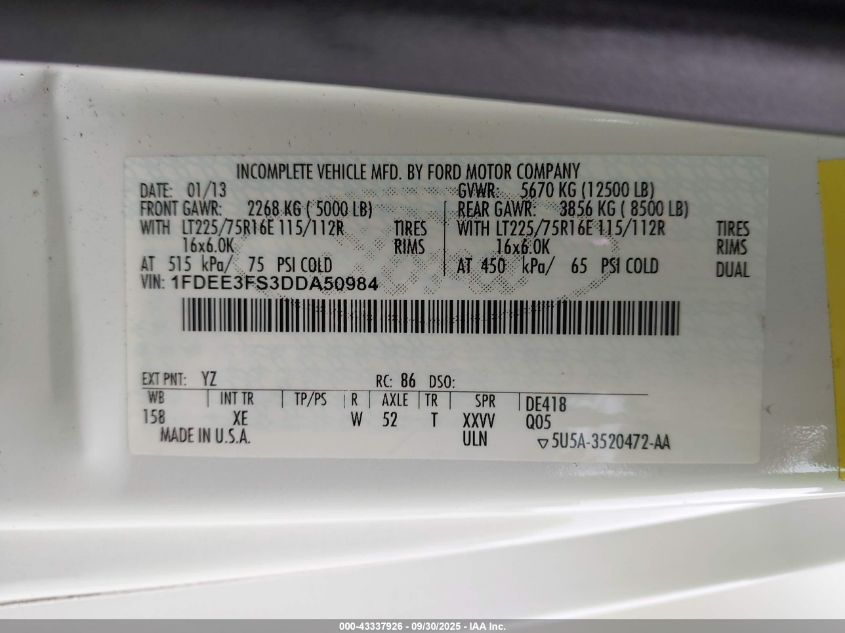 INCOMPLETE VEHICLE MFD. BY FORD MOTOR COMPANY
DATE: 01/13 GVWR: 5670 KG (12500 LB)
FRONT GAWR: 2268 KG ( 5000 LB) REAR GAWR: 3856 KG ( 8500 LB)
WITH LT225/75R16E 115/112R TIRES WITH LT225/75R16E 115/112R TIRES
16x6.0K RIMS 16x6.0K RIMS
AT 515 kPa/ 75 PSI COLD AT 450 kPa/ 65 PSI COLD DUAL
VIN: 1FDEE3FS3DDA50984
EXT PNT: YZ RC: 86 DSO:
WB INT TR TP/PS R AXLE TR SPR DE418
158 XE W 52 T XXVV Q05
MADE IN U.S.A. ULN ▽5U5A-3520472-AA
000-43337926 - 09/30/2025 - IAA Inc.